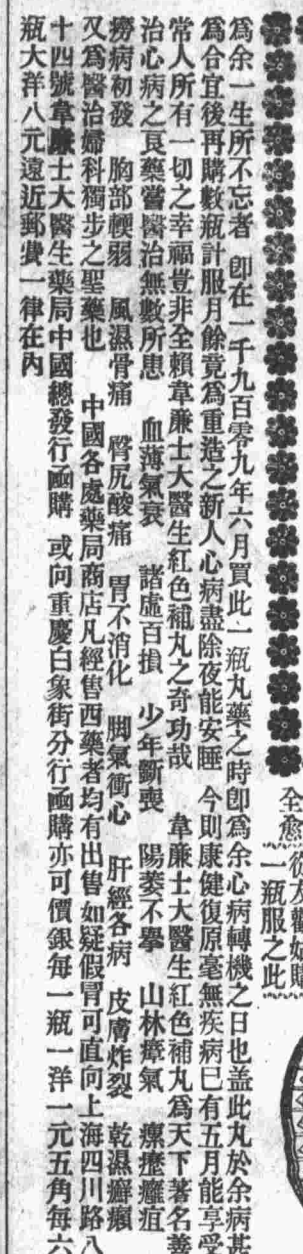 全愈從友勸始購
一瓶服之此
為余一生所不忘者　即在一千九百零九年六月買此一瓶丸藥之時即為余心病轉機之日也盖此丸於余病甚
為合宜後再購數瓶計服月餘竟為重造之新人心病盡除夜能安睡　今則康健復原毫無疾病已有五月能享受
常人所有一切之幸福豈非全賴韋廉士大醫生紅色補丸之奇功哉　韋廉士大醫生紅色補丸為天下著名善
治心病之良藥嘗醫治無數所患　血薄氣衰　諸虛百損　少年斵喪　陽萎不舉　山林瘴氣　瘰癧癰疽
癆病初發　胸部輭弱　風濕骨痛　臀尻酸痛　胃不消化　脚氣衝心　肝經各病　皮膚炸裂　乾濕癬癩
又為醫治婦科獨步之聖藥也　中國各處藥局商店凡經售西藥者均有出售如疑假冒可直向上海四川路八
十四號韋廉士大醫生藥局中國總發行函購　或向重慶白象街分行函購亦可價銀每一瓶一洋一元五角每六
瓶大洋八元遠近郵費一律在內